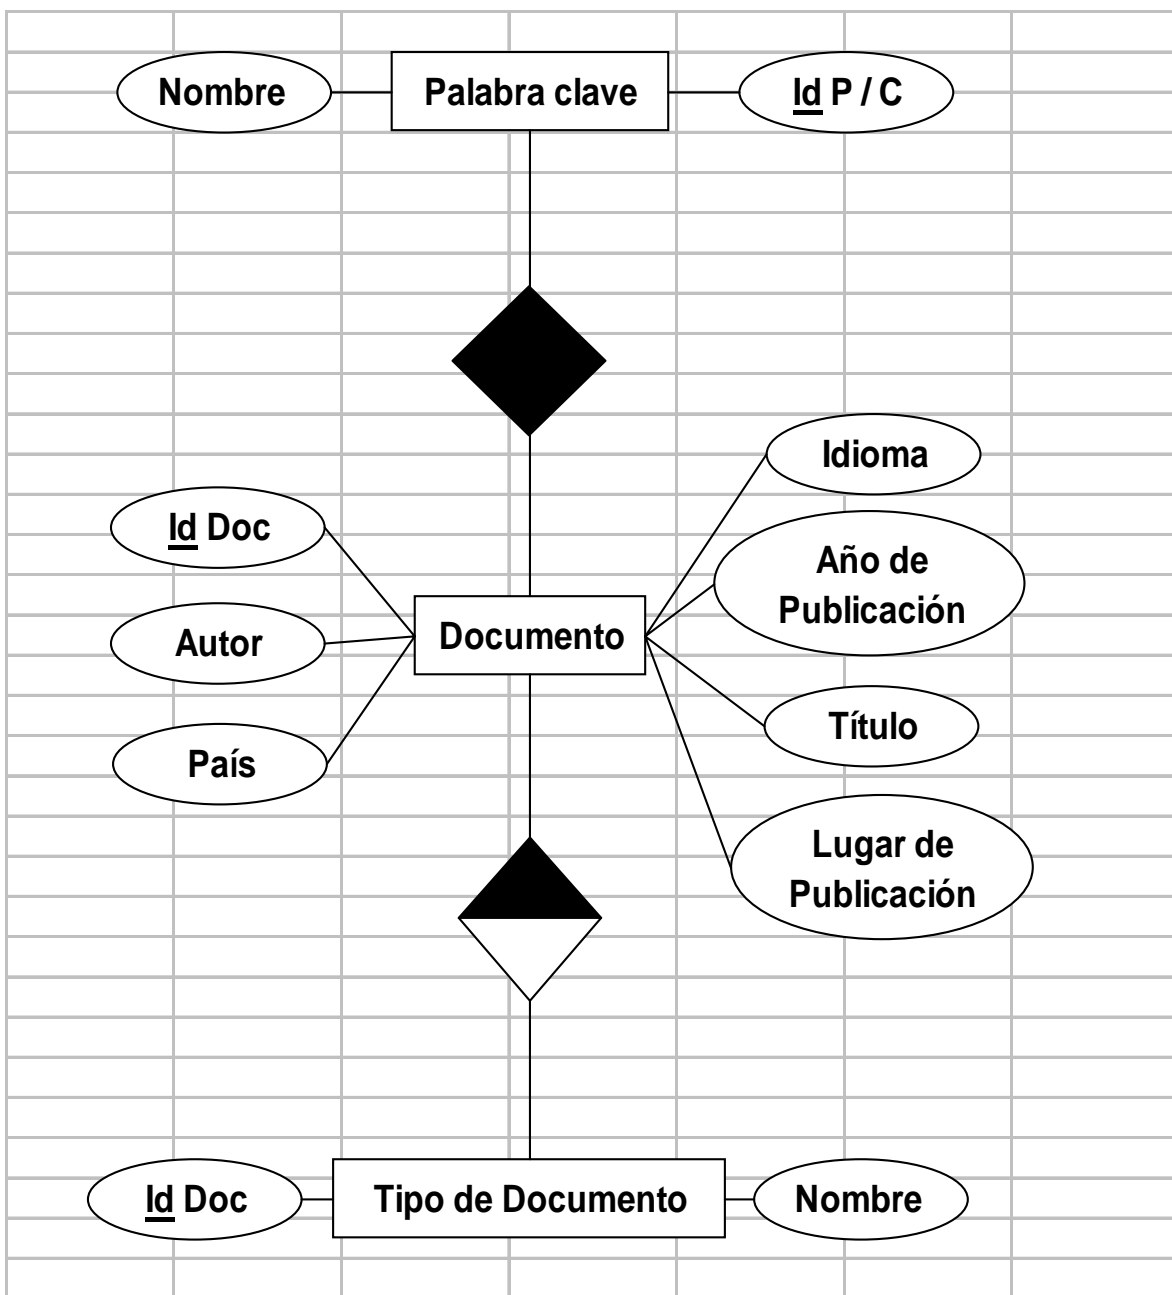 Nombre
Palabra clave
Id P / C
Idioma
Id Doc
Año de
Publicación
Autor
Documento
Título
País
Lugar de
Publicación
Id Doc
Tipo de Documento
Nombre